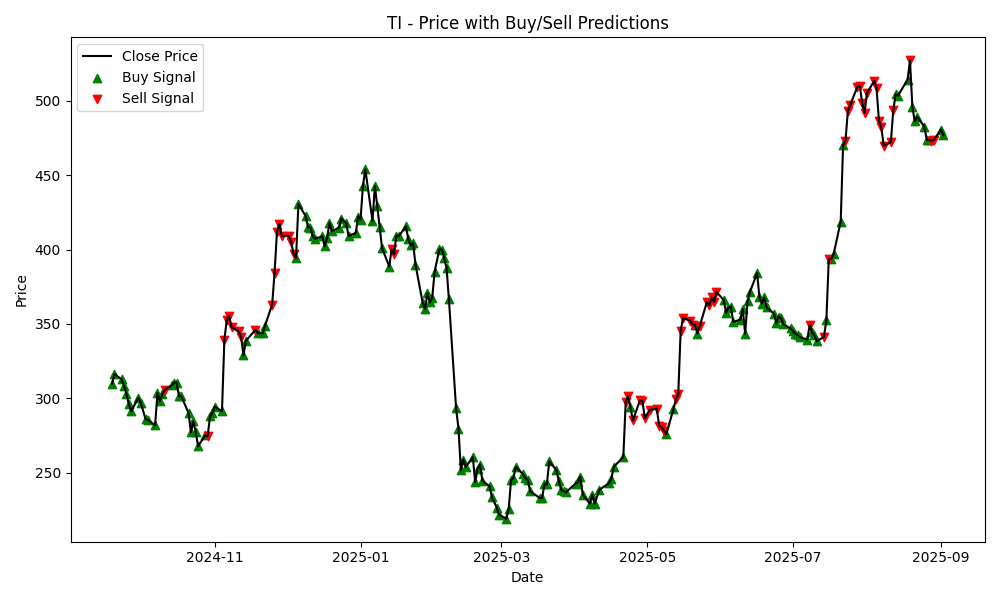 TI - Price with Buy/Sell Predictions
Close Price
Buy Signal
Sell Signal
Price
500
450
400
350
300
250
2024-11
2025-01
2025-03
2025-05
2025-07
2025-09
Date